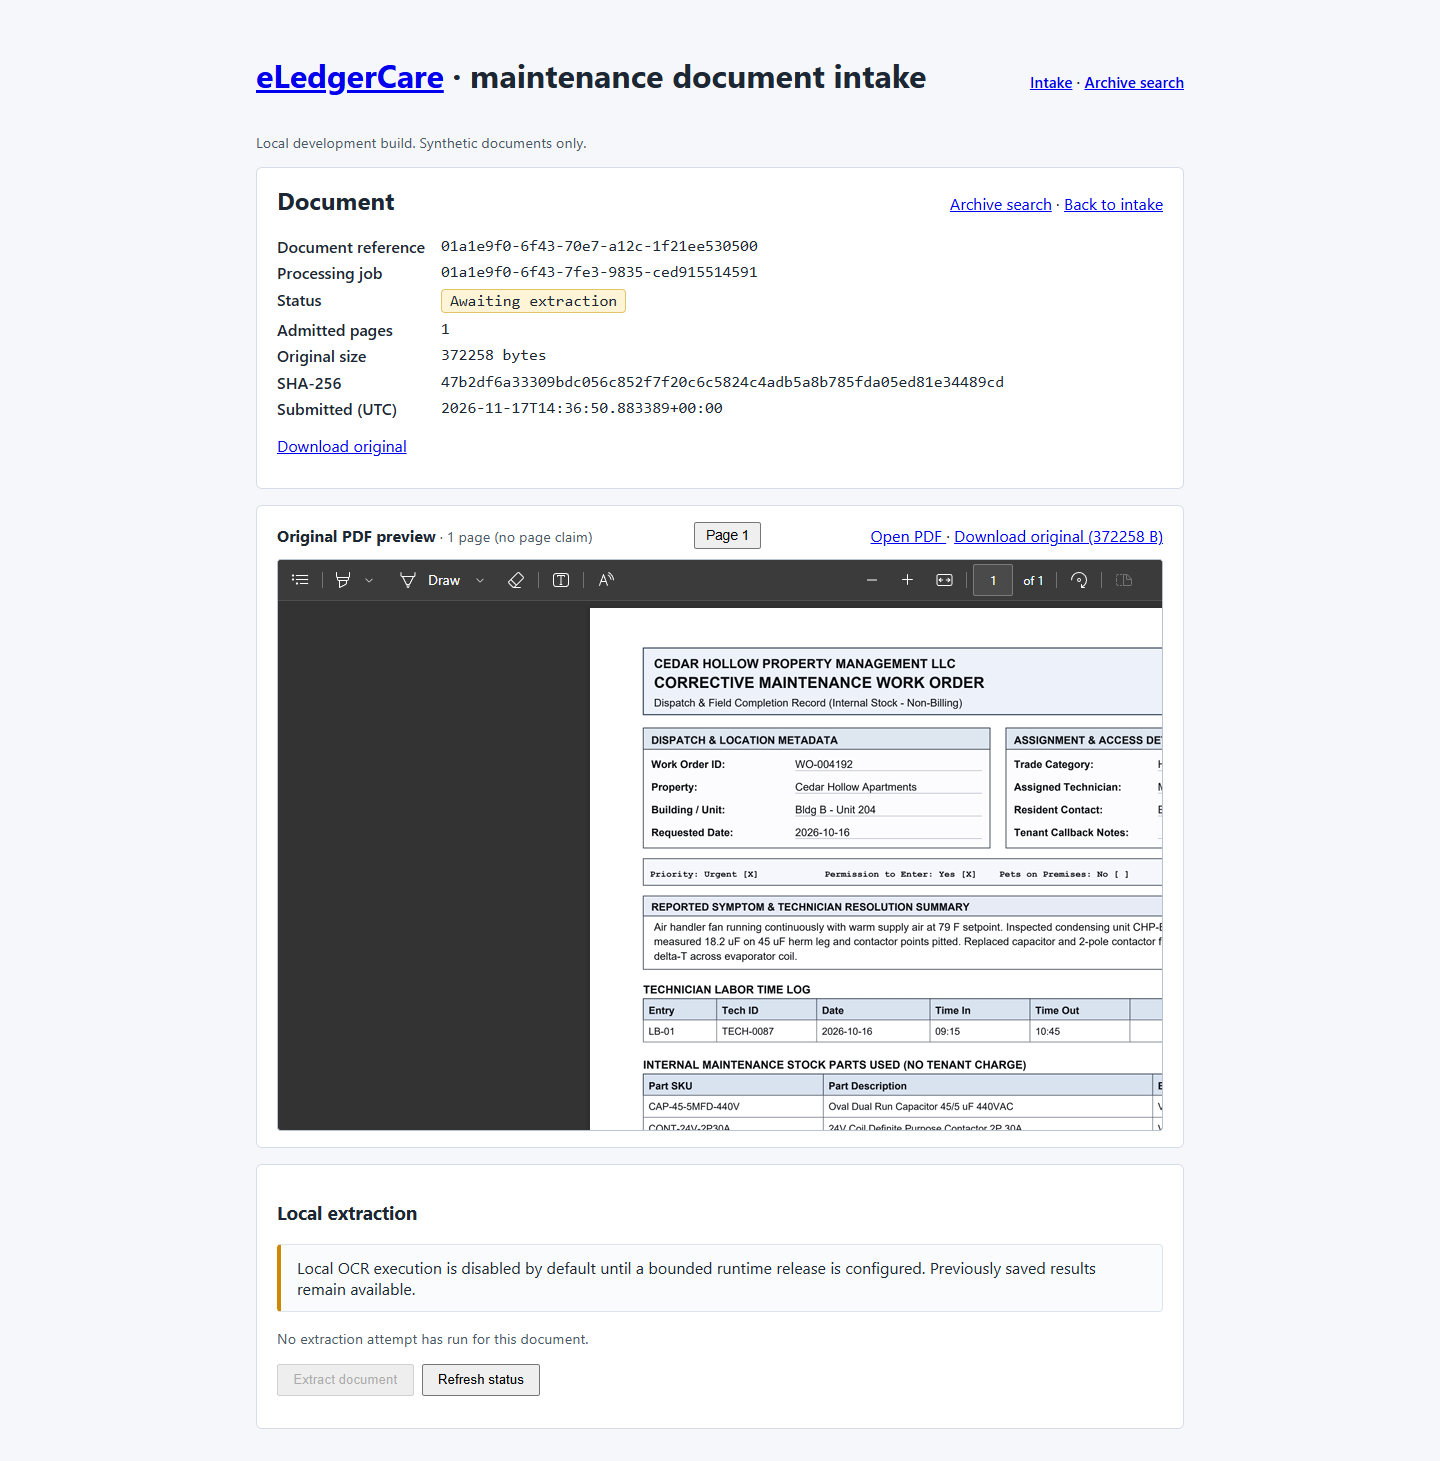 eLedgerCare · maintenance document intake
Intake · Archive search
Local development build. Synthetic documents only.
Document
Archive search · Back to intake
Document reference 01a1e9f0-6f43-70e7-a12c-1f21ee530500
Processing job 01a1e9f0-6f43-7fe3-9835-ced915514591
Status Awaiting extraction
Admitted pages 1
Original size 372258 bytes
SHA-256 47b2df6a33309bdc056c852f7f20c6c5824c4adb5a8b785fda05ed81e34489cd
Submitted (UTC) 2026-11-17T14:36:50.883389+00:00
Download original
Original PDF preview · 1 page (no page claim)
Page 1
Open PDF · Download original (372258 B)
Draw
1 of 1
CEDAR HOLLOW PROPERTY MANAGEMENT LLC
CORRECTIVE MAINTENANCE WORK ORDER
Dispatch & Field Completion Record (Internal Stock - Non-Billing)
DISPATCH & LOCATION METADATA
Work Order ID: WO-004192
Property: Cedar Hollow Apartments
Building / Unit: Bldg B - Unit 204
Requested Date: 2026-10-16
ASSIGNMENT & ACCESS
Trade Category:
Assigned Technician:
Resident Contact:
Tenant Callback Notes:
Priority: Urgent [X] Permission to Enter: Yes [X] Pets on Premises: No [ ]
REPORTED SYMPTOM & TECHNICIAN RESOLUTION SUMMARY
Air handler fan running continuously with warm supply air at 79 F setpoint. Inspected condensing unit
measured 18.2 uF on 45 uF herm leg and contactor points pitted. Replaced capacitor and 2-pole contactor
delta-T across evaporator coil.
TECHNICIAN LABOR TIME LOG
Entry Tech ID Date Time In Time Out
LB-01 TECH-0087 2026-10-16 09:15 10:45
INTERNAL MAINTENANCE STOCK PARTS USED (NO TENANT CHARGE)
Part SKU Part Description
CAP-45-5MFD-440V Oval Dual Run Capacitor 45/5 uF 440VAC
CONT-24V-2P30A 24V Coil Definite Purpose Contactor 2P 30A
Local extraction
Local OCR execution is disabled by default until a bounded runtime release is configured. Previously saved results
remain available.
No extraction attempt has run for this document.
Extract document
Refresh status